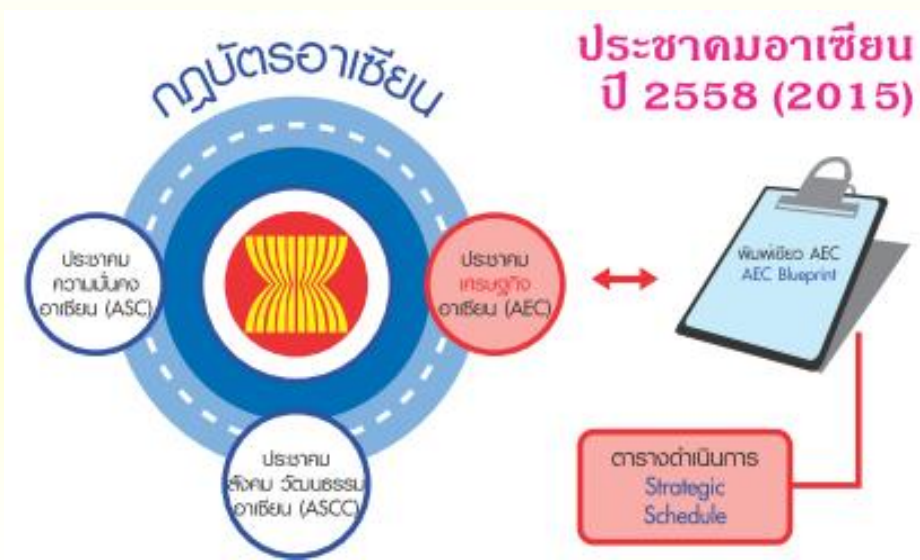 ประชาคมอาเซียน
ปี 2558 (2015)
กฎบัตรอาเซียน
ประชาคม
ความมั่นคง
อาเซียน (ASC)
ประชาคม
เศรษฐกิจ
อาเซียน (AEC)
ประชาคม
สังคม วัฒนธรรม
อาเซียน (ASCC)
พิมพ์เขียว AEC
AEC Blueprint
ตารางดำเนินการ
Strategic
Schedule